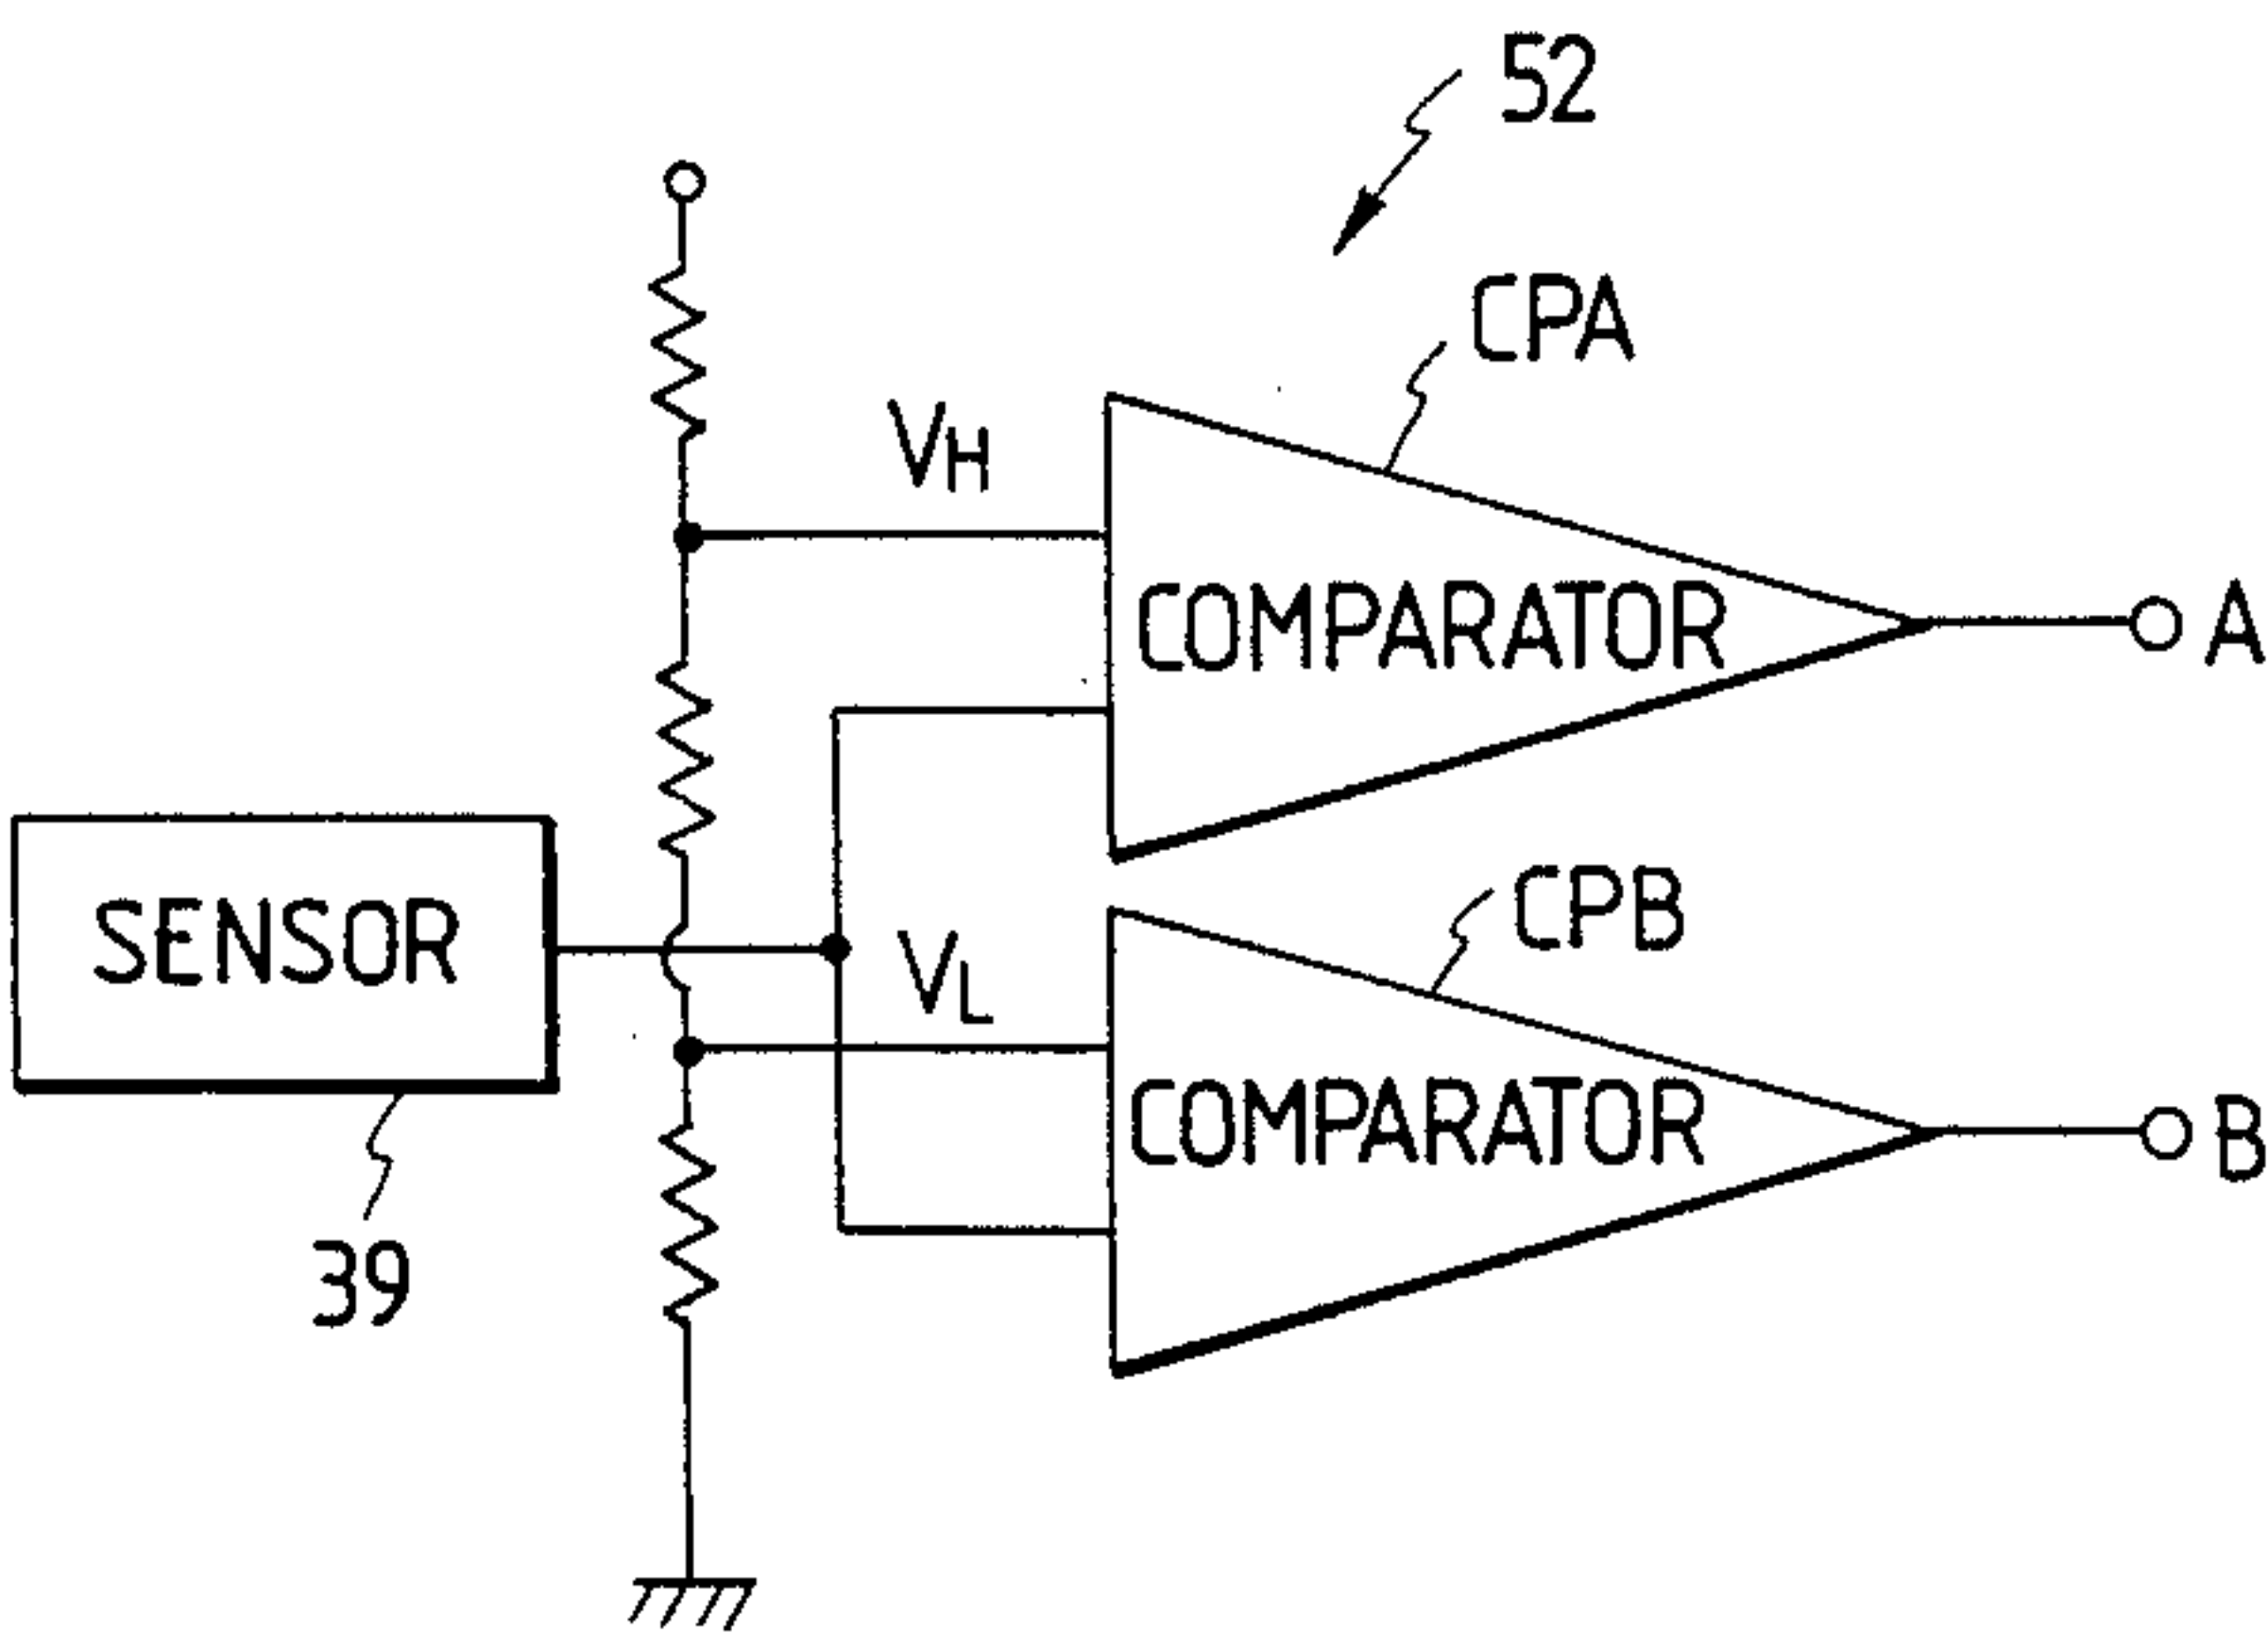 52
CPA
VH
COMPARATOR
A
SENSOR
CPB
VL
COMPARATOR
B
39